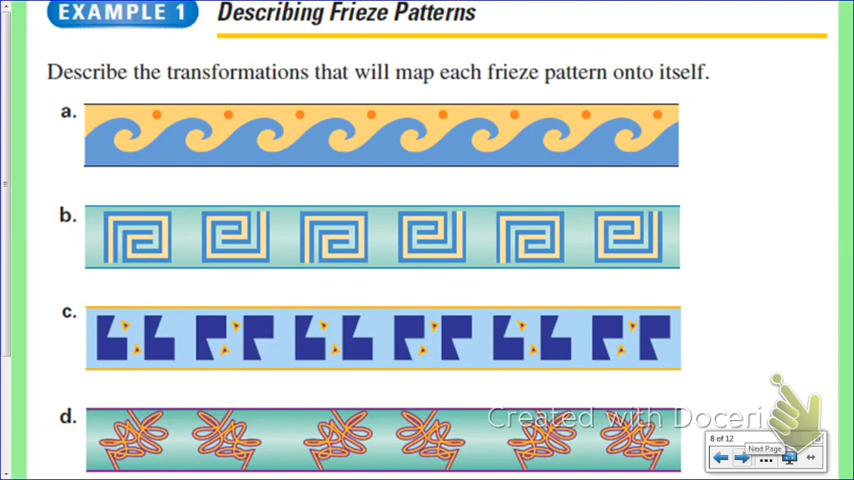 EXAMPLE 1 Describing Frieze Patterns
Describe the transformations that will map each frieze pattern onto itself.
a.
b.
c.
d.
Created with Doceri
8 of 12
Next Page